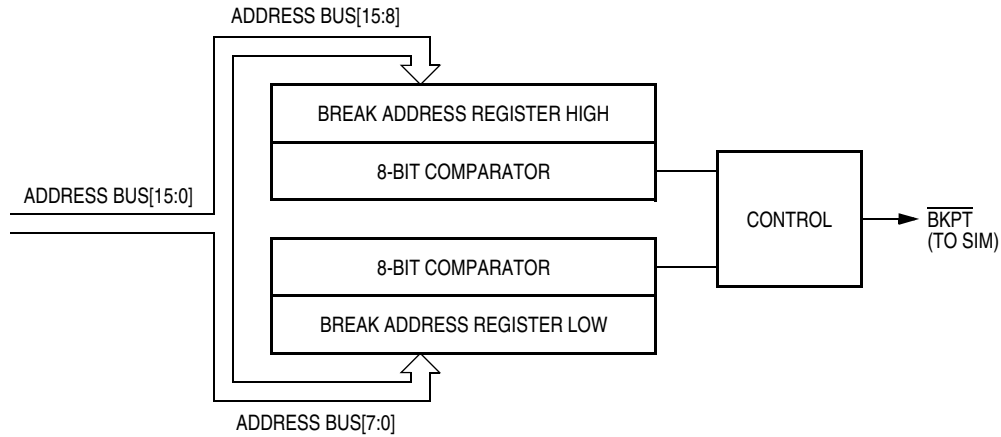 ADDRESS BUS[15:8]
BREAK ADDRESS REGISTER HIGH
8-BIT COMPARATOR
ADDRESS BUS[15:0]
CONTROL
BKPT
(TO SIM)
8-BIT COMPARATOR
BREAK ADDRESS REGISTER LOW
ADDRESS BUS[7:0]